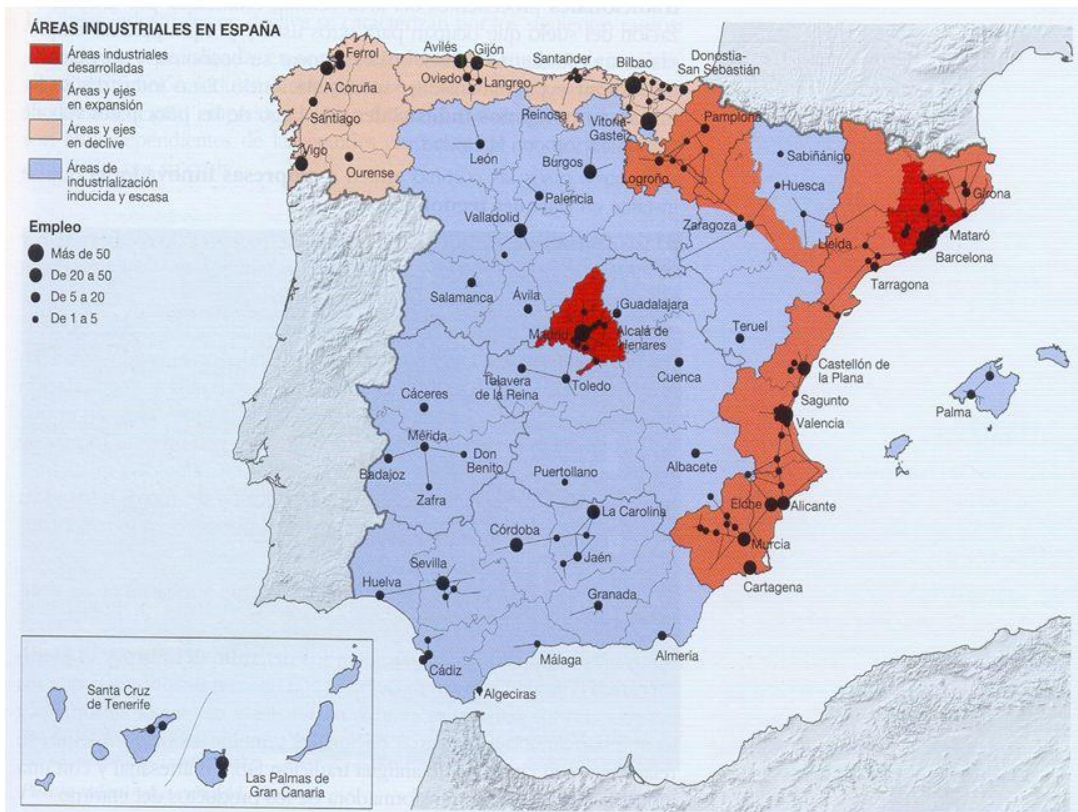 ÁREAS INDUSTRIALES EN ESPAÑA
Áreas industriales
desarrolladas
Áreas y ejes
en expansión
Áreas y ejes
en declive
Áreas de
industrialización
inducida y escasa
Empleo
Más de 50
De 20 a 50
De 5 a 20
De 1 a 5
Ferrol
A Coruña
Santiago
Vigo
Ourense
Avilés
Gijón
Oviedo
Langreo
Santander
Reinosa
Bilbao
Donostia-
San Sebastián
Vitoria
Gasteiz
Pamplona
Logroño
León
Burgos
Palencia
Valladolid
Sabiñánigo
Huesca
Zaragoza
Lleida
Girona
Mataró
Barcelona
Tarragona
Salamanca
Ávila
Guadalajara
Madrid
Alcalá de
Henares
Teruel
Talavera
de la Reina
Toledo
Cuenca
Castellón de
la Plana
Sagunto
Valencia
Palma
Cáceres
Mérida
Badajoz
Don
Benito
Zafra
Puertollano
Albacete
Elche
Alicante
Murcia
Cartagena
La Carolina
Córdoba
Jaén
Sevilla
Huelva
Granada
Almería
Málaga
Cádiz
Algeciras
Santa Cruz
de Tenerife
Las Palmas de
Gran Canaria